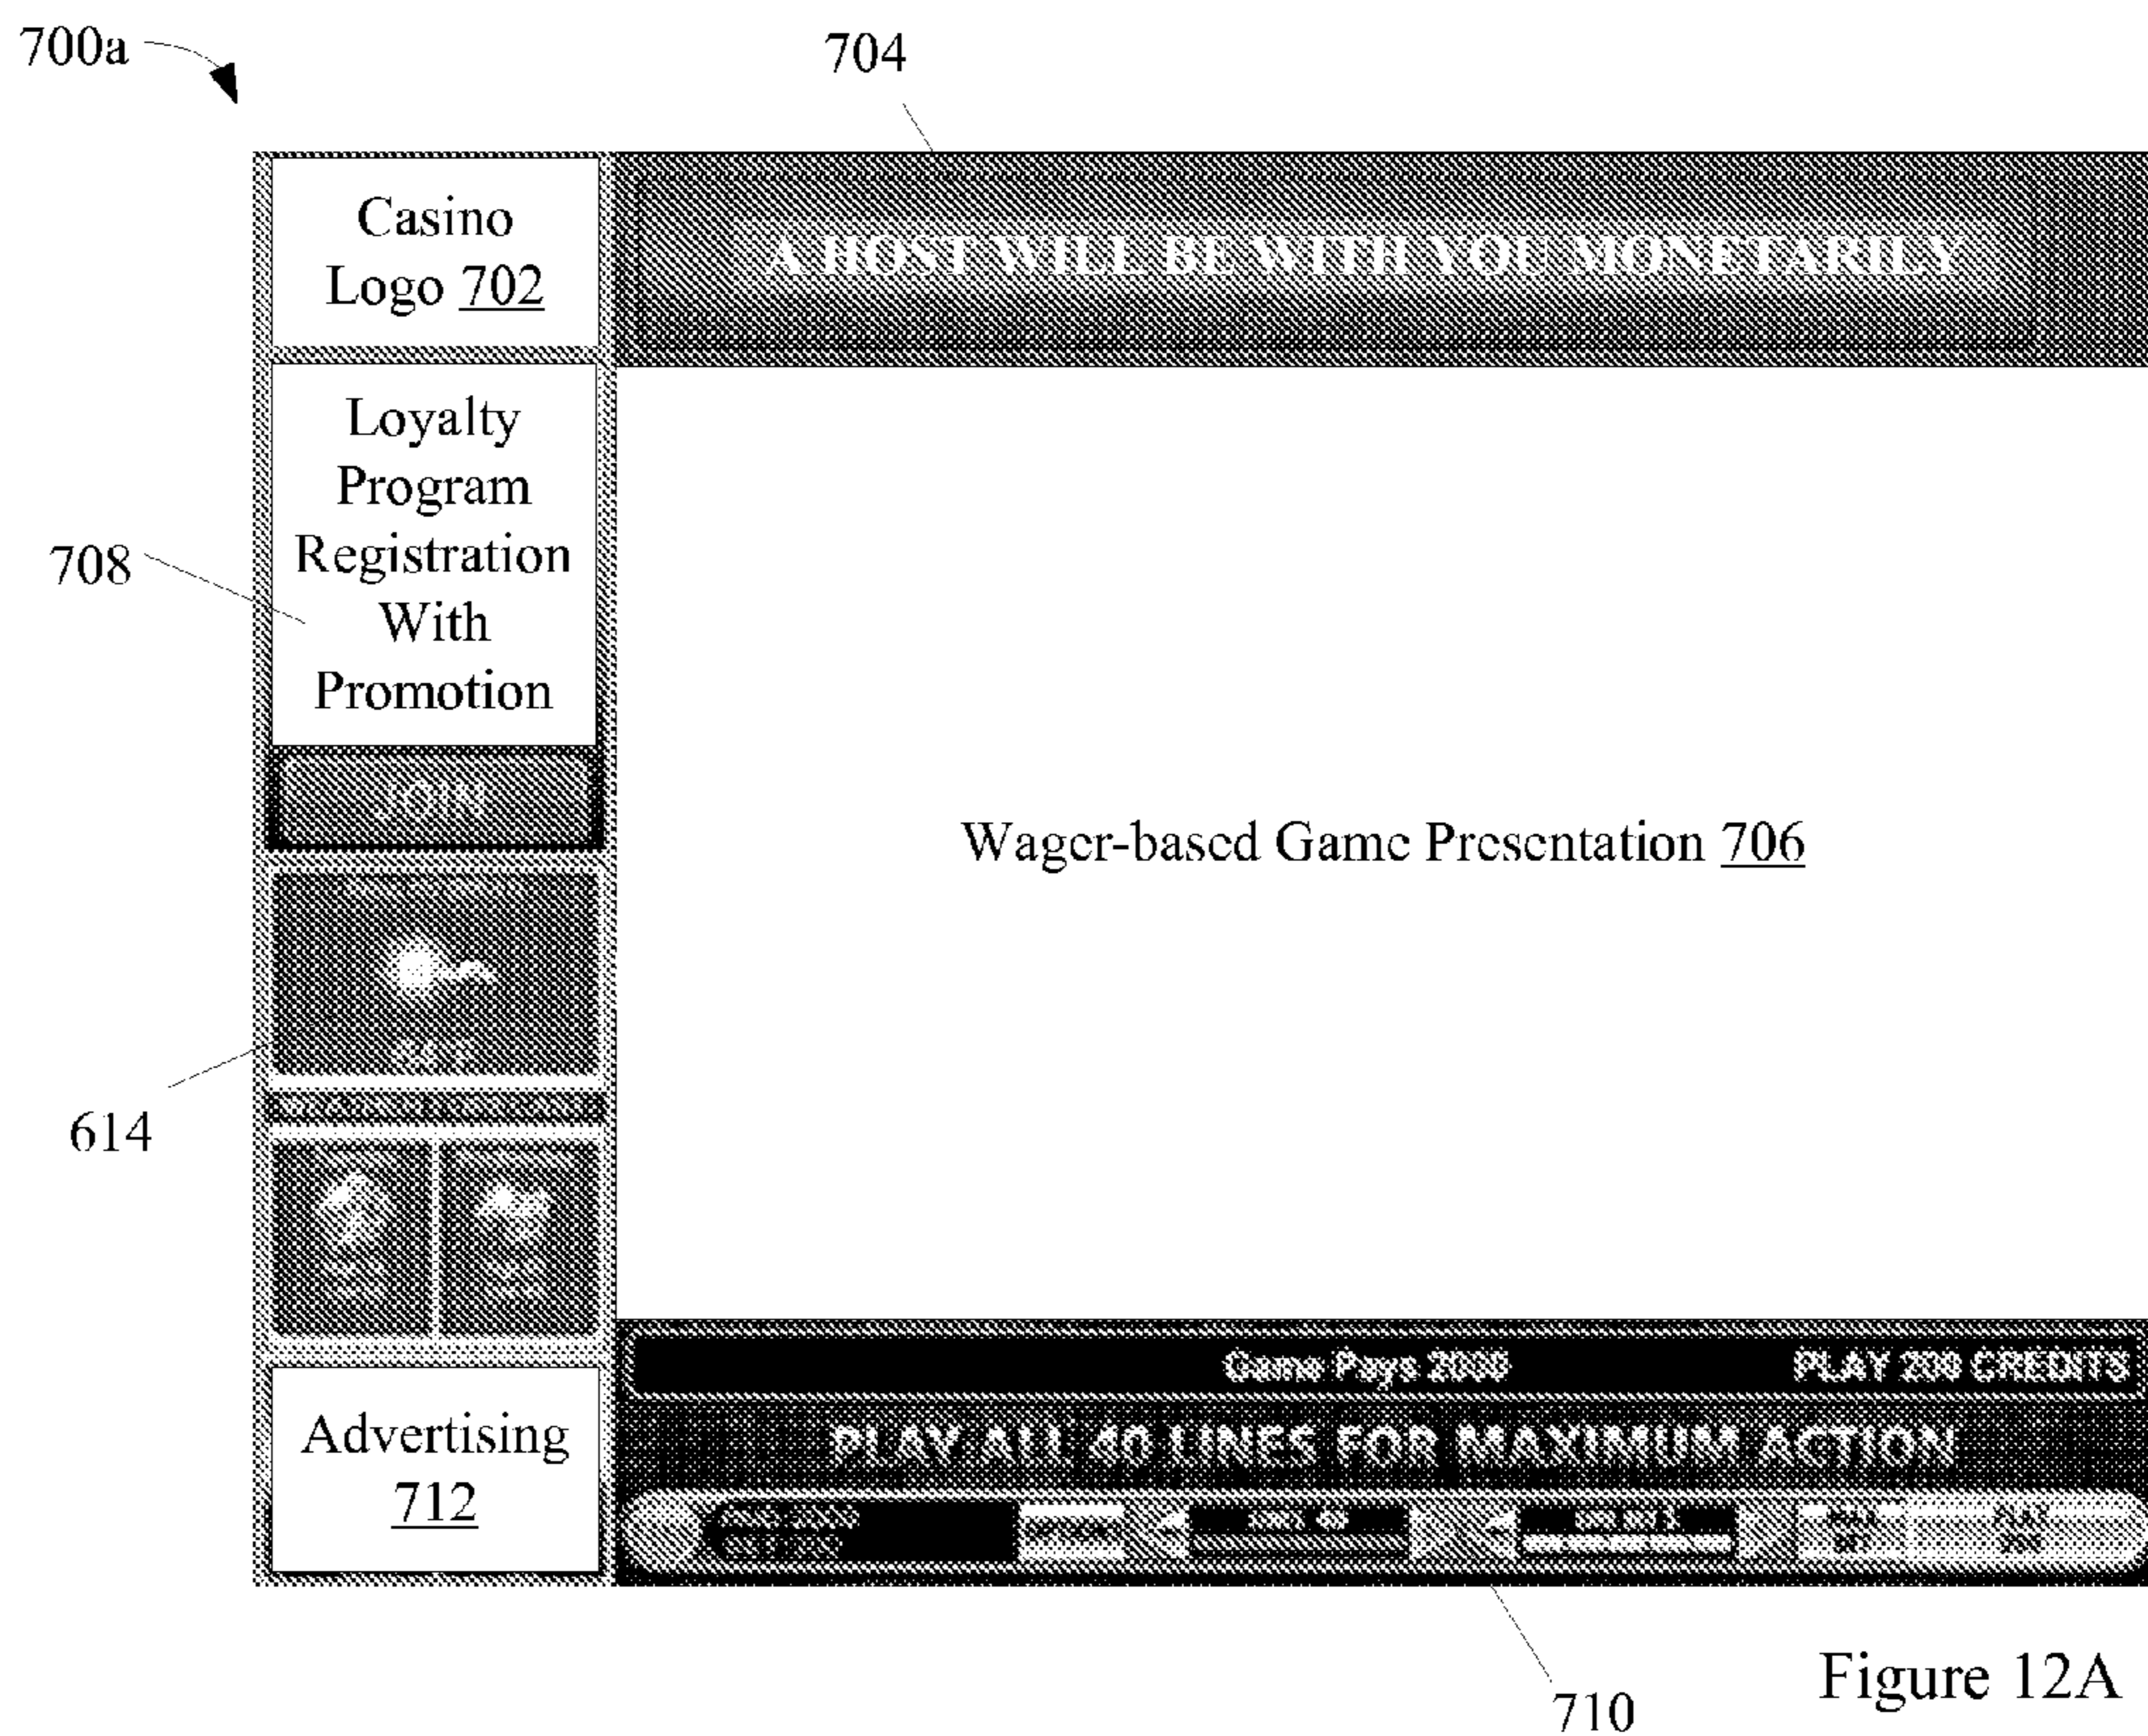 700a
704
Casino
Logo 702
A HOST WILL BE WITH YOU MONETARILY
Loyalty
Program
Registration
With
Promotion
708
JOIN
Wager-based Game Presentation 706
614
Game Pays 2000
PLAY 200 CREDITS
PLAY ALL 40 LINES FOR MAXIMUM ACTION
Advertising
712
OPTIONS
710
Figure 12A